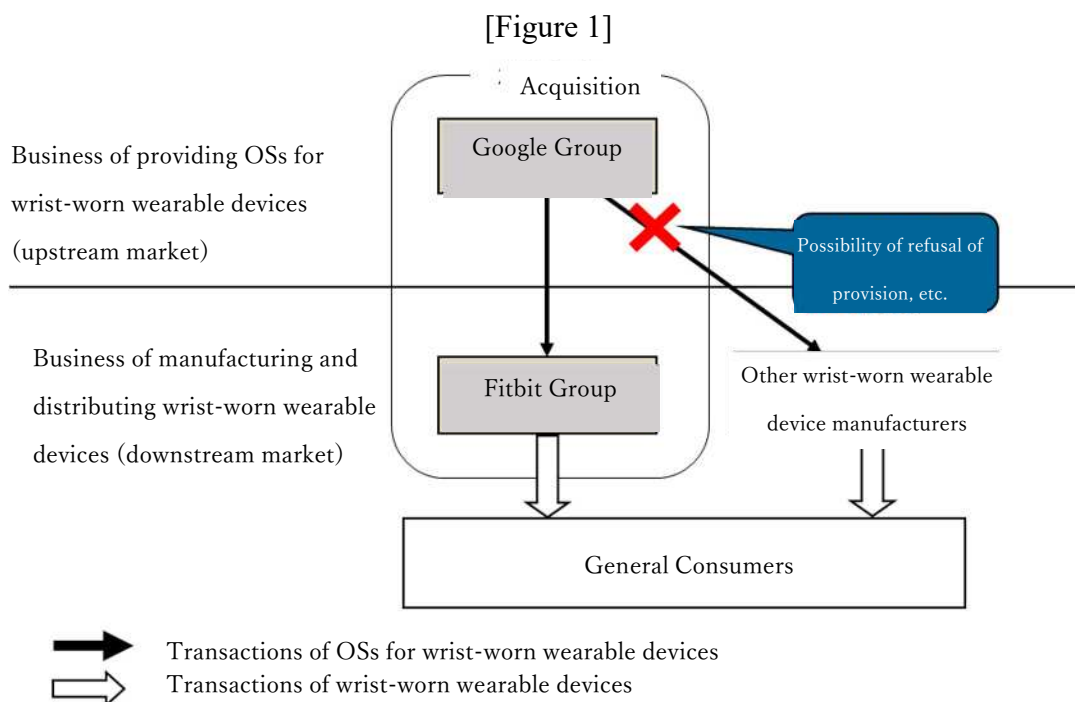 [Figure 1]
Acquisition
Google Group
Business of providing OSs for
wrist-worn wearable devices
(upstream market)
Possibility of refusal of
provision, etc.
Business of manufacturing and
distributing wrist-worn wearable
devices (downstream market)
Fitbit Group
Other wrist-worn wearable
device manufacturers
General Consumers
Transactions of OSs for wrist-worn wearable devices
Transactions of wrist-worn wearable devices